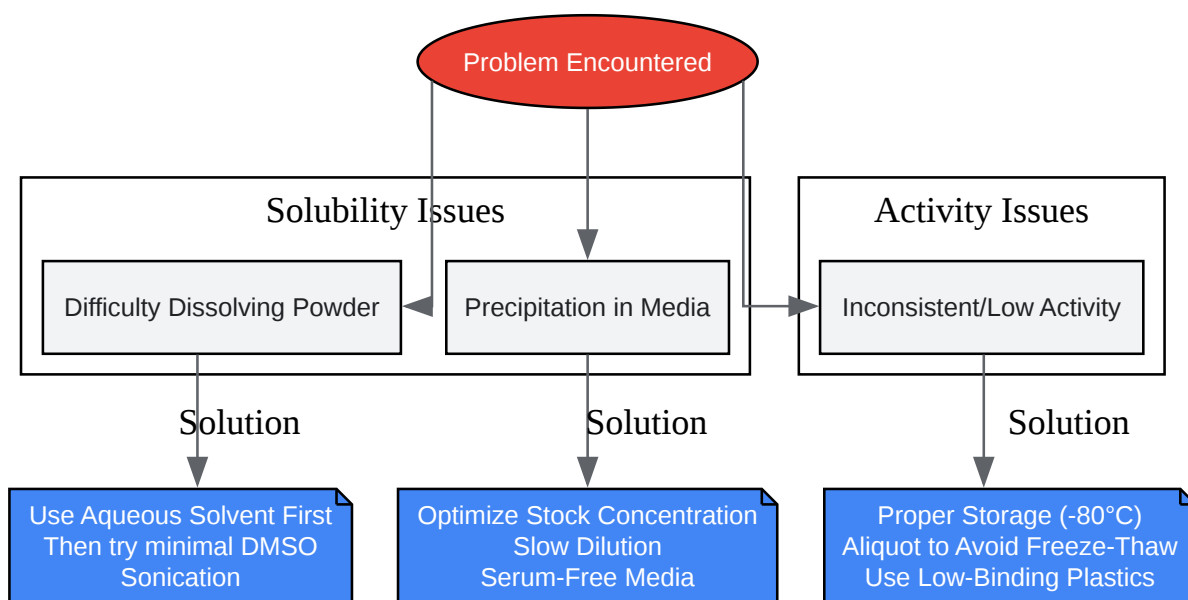 Problem Encountered
Solubility Issues
Activity Issues
Difficulty Dissolving Powder
Precipitation in Media
Inconsistent/Low Activity
Solution
Solution
Solution
Use Aqueous Solvent First
Then try minimal DMSO
Sonication
Optimize Stock Concentration
Slow Dilution
Serum-Free Media
Proper Storage (-80°C)
Aliquot to Avoid Freeze-Thaw
Use Low-Binding Plastics